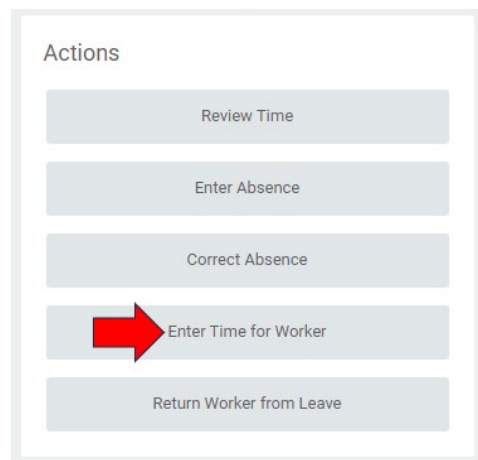 Actions
Review Time
Enter Absence
Correct Absence
Enter Time for Worker
Return Worker from Leave